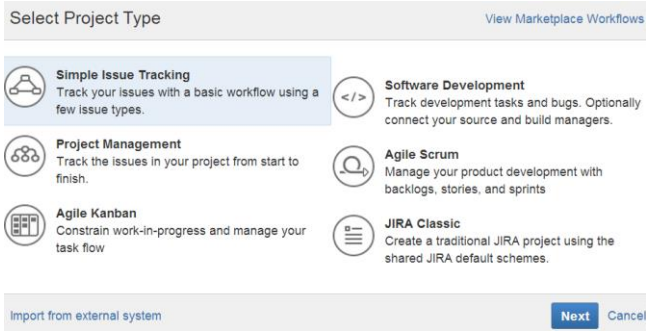 Select Project Type
View Marketplace Workflows
Simple Issue Tracking
Track your issues with a basic workflow using a
few issue types.
Project Management
Track the issues in your project from start to
finish.
Agile Kanban
Constrain work-in-progress and manage your
task flow
</>
Software Development
Track development tasks and bugs. Optionally
connect your source and build managers.
Agile Scrum
Manage your product development with
backlogs, stories, and sprints
JIRA Classic
Create a traditional JIRA project using the
shared JIRA default schemes.
Import from external system
Next
Cancel